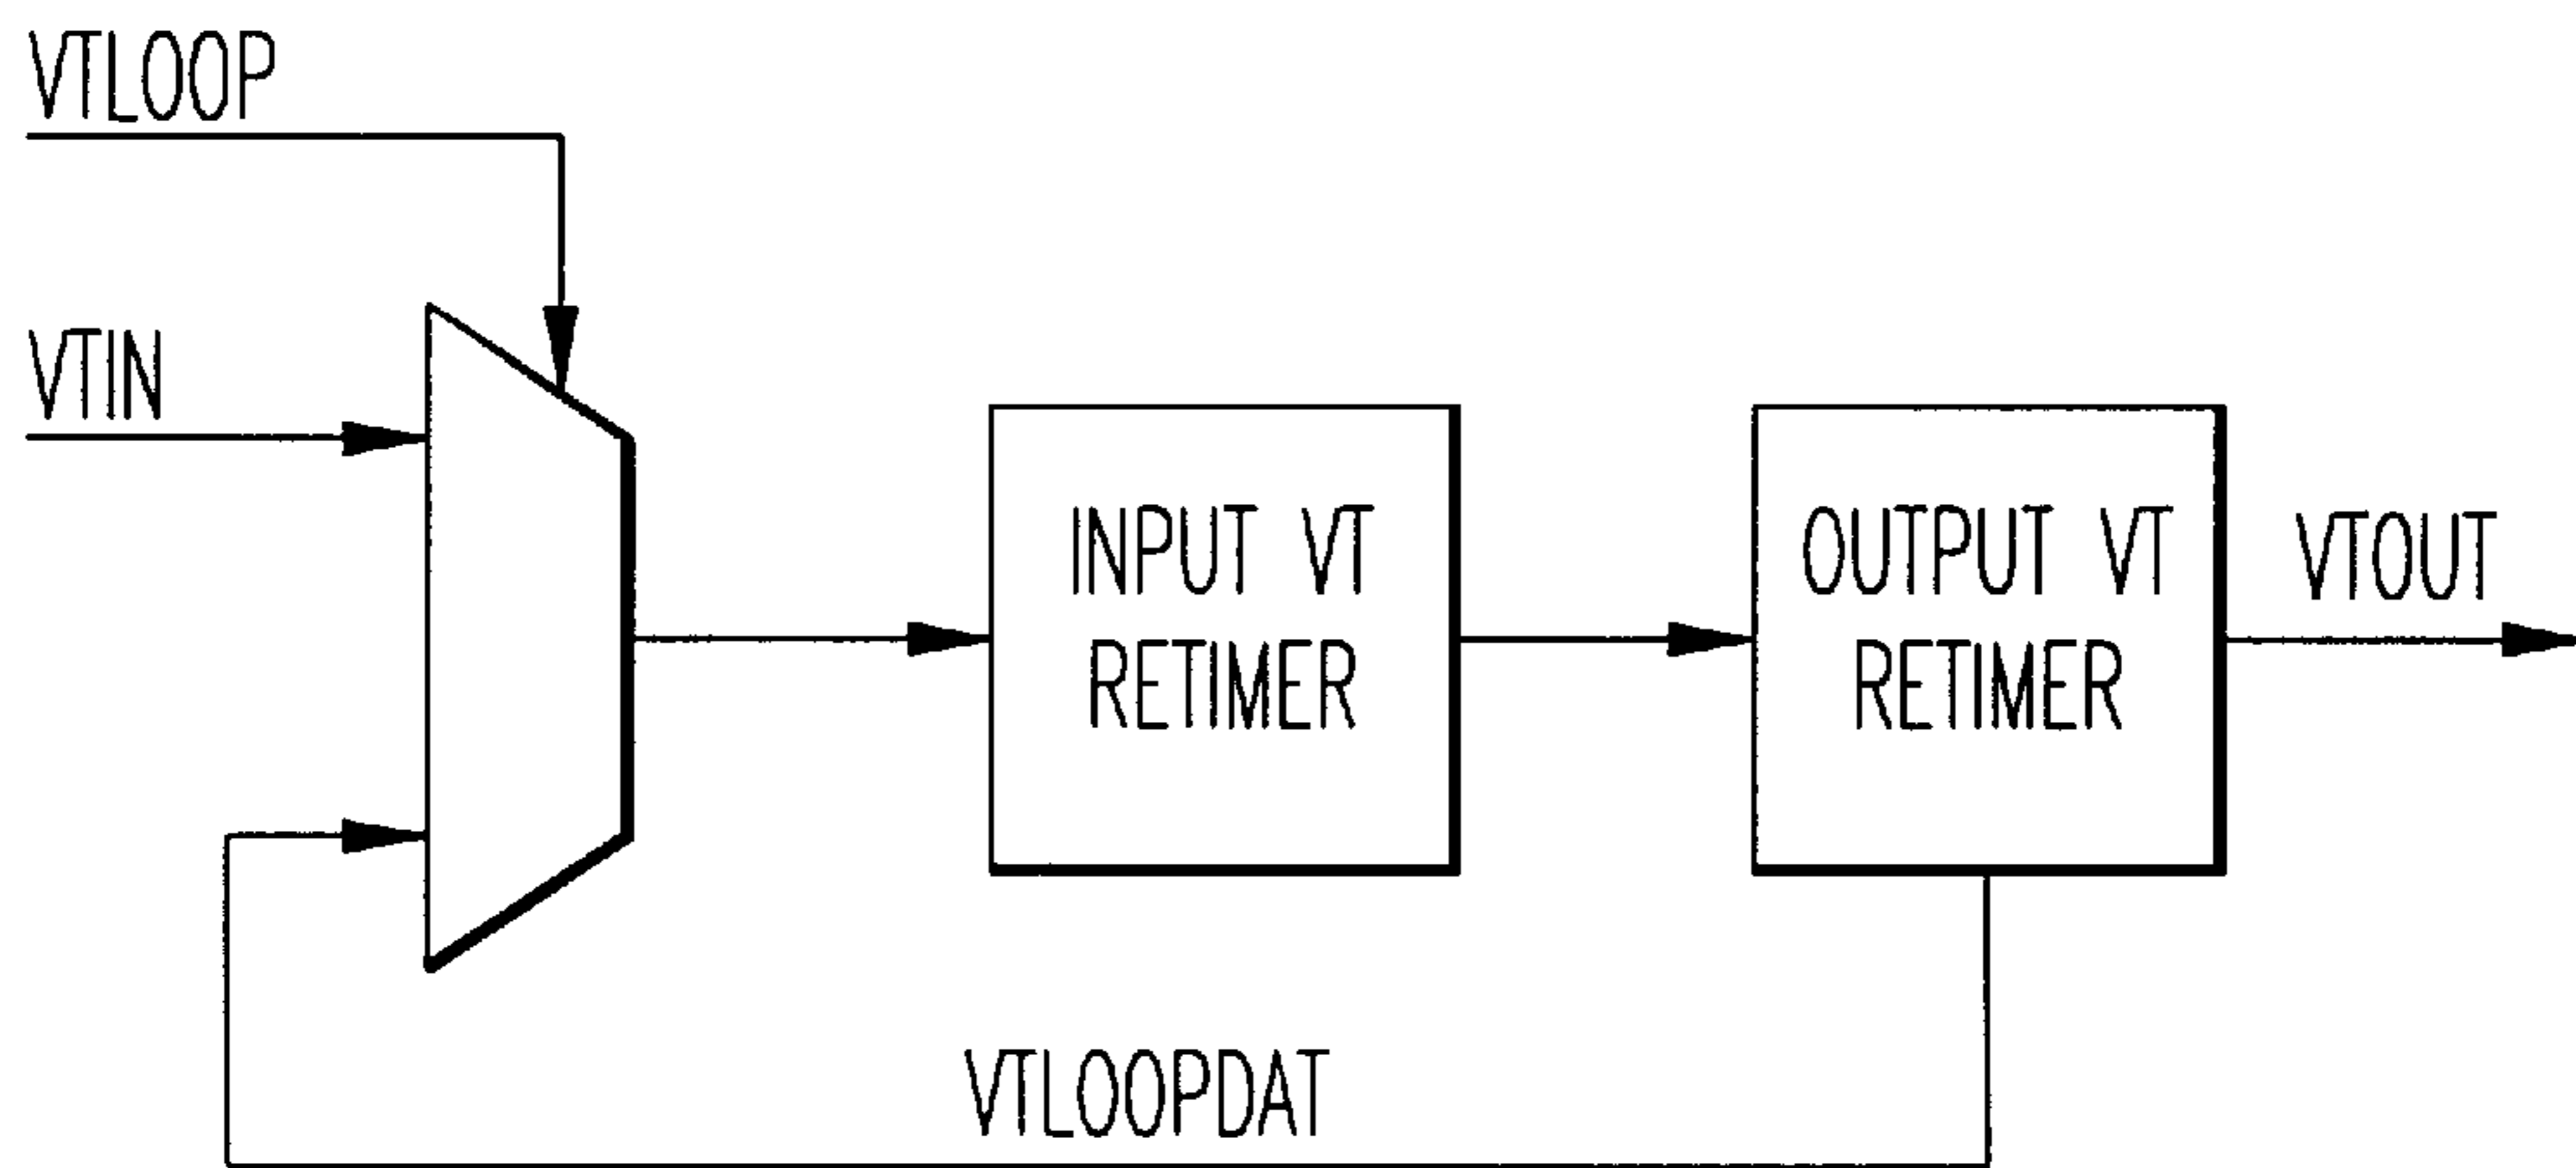 VTLOOP
VTIN
INPUT VT
RETIMER
OUTPUT VT
RETIMER
VTOUT
VTLOOPDAT